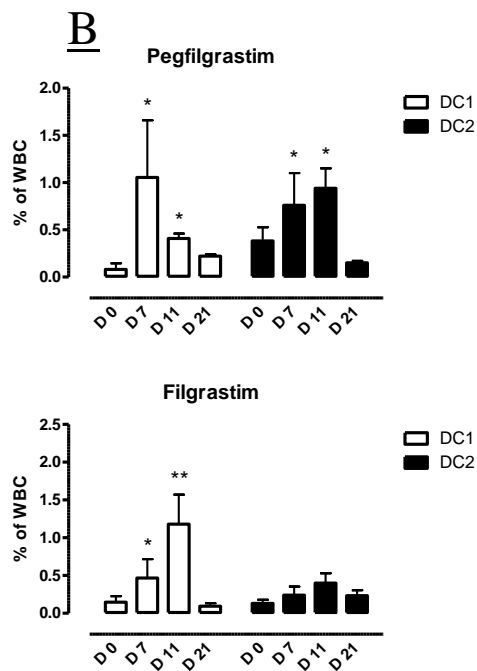 B
Pegfilgrastim
DC1
DC2
% of WBC
2.0
1.5
1.0
0.5
0.0
*
*
*
*
D 0
D 7
D 11
D 21
D 0
D 7
D 11
D 21
Filgrastim
DC1
DC2
% of WBC
2.5
2.0
1.5
1.0
0.5
0.0
*
**
D 0
D 7
D 11
D 21
D 0
D 7
D 11
D 21